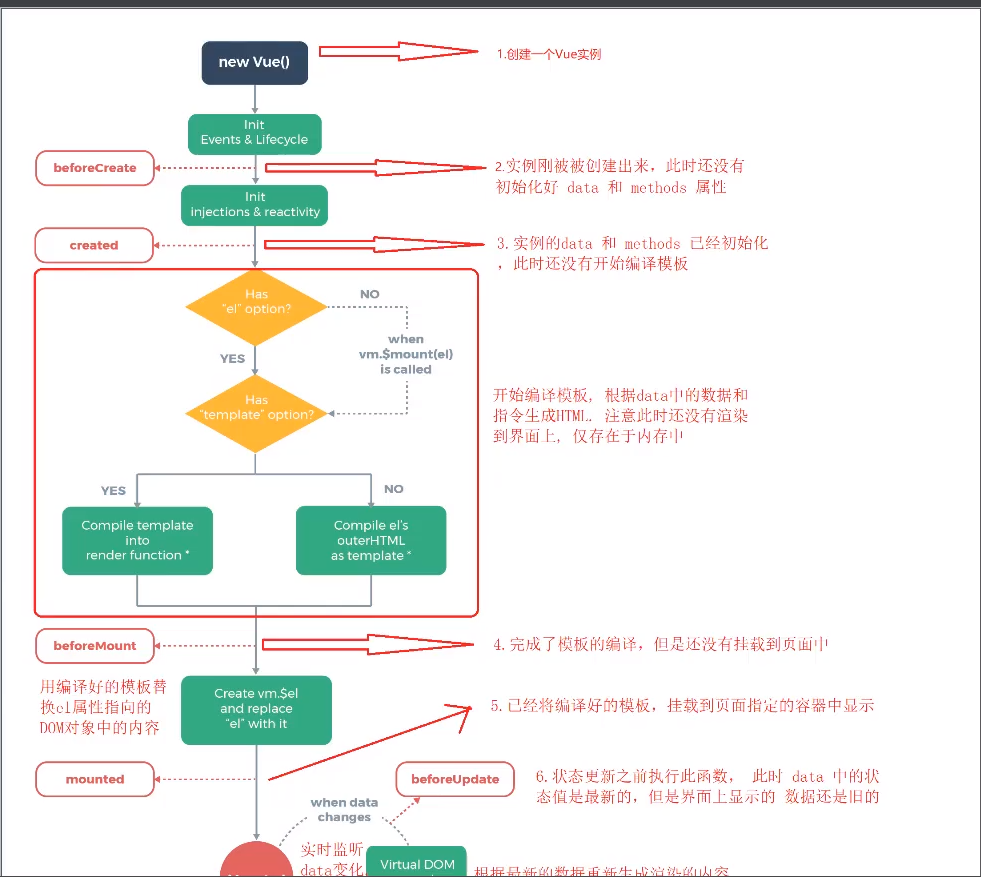 new Vue()
1.创建一个Vue实例
Init
Events & Lifecycle
beforeCreate
2.实例刚被被创建出来，此时还没有
初始化好 data 和 methods 属性
Init
injections & reactivity
created
3.实例的data 和 methods 已经初始化
，此时还没有开始编译模板
Has
"el" option?
NO
when
vm.$mount(el)
is called
YES
Has
"template" option?
开始编译模板, 根据data中的数据和
指令生成HTML. 注意此时还没有渲染
到界面上, 仅存在于内存中
YES
NO
Compile template
into
render function *
Compile el's
outerHTML
as template *
beforeMount
4.完成了模板的编译，但是还没有挂载到页面中
用编译好的模板替
换el属性指向的
DOM对象中的内容
Create vm.$el
and replace
"el" with it
5.已经将编译好的模板，挂载到页面指定的容器中显示
mounted
beforeUpdate
6.状态更新之前执行此函数， 此时 data 中的状
态值是最新的，但是界面上显示的 数据还是旧的
when data
changes
实时监听
data变化,
Virtual DOM
根据最新的数据重新生成渲染的内容